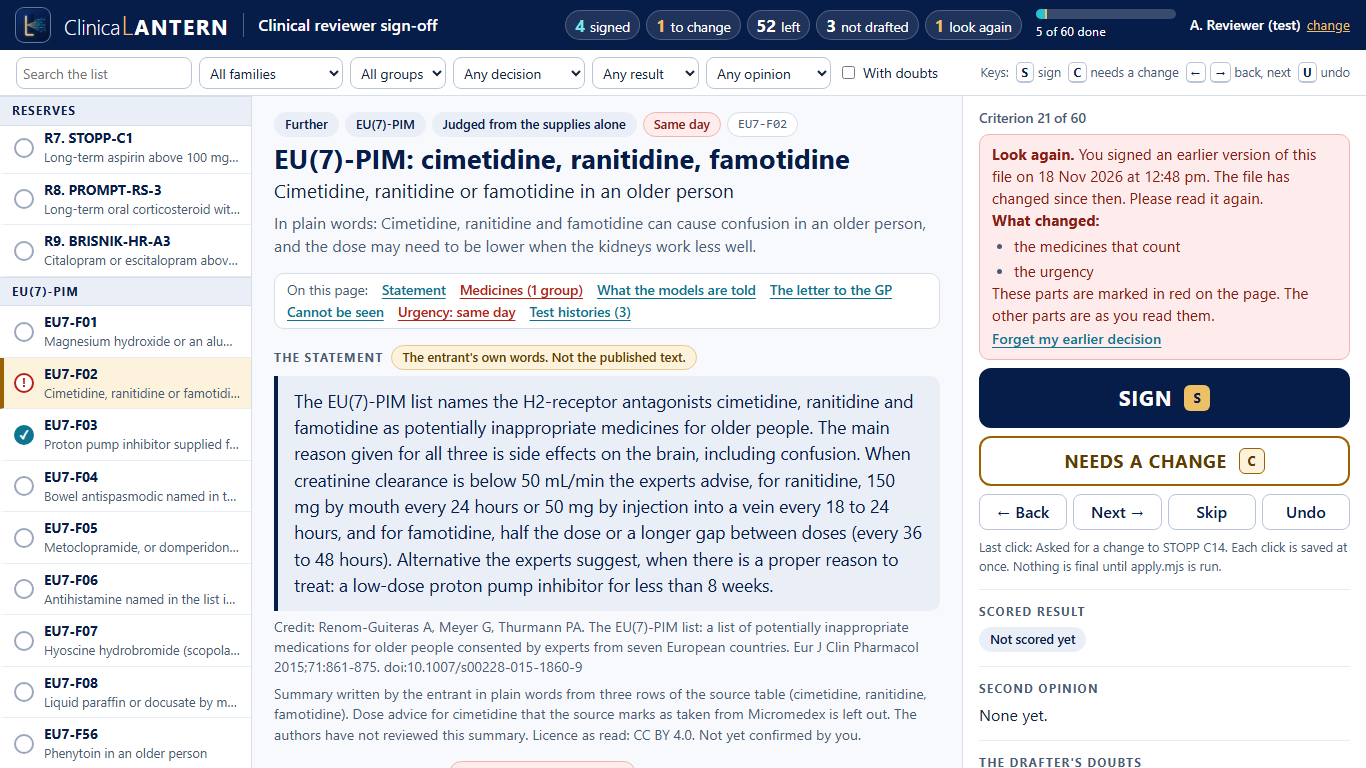 ClinicaLANTERN
Clinical reviewer sign-off
4 signed
1 to change
52 left
3 not drafted
1 look again
5 of 60 done
A. Reviewer (test) change
Search the list
All families
All groups
Any decision
Any result
Any opinion
With doubts
Keys: S sign C needs a change ← → back, next U undo
RESERVES
R7. STOPP-C1
Long-term aspirin above 100 mg...
R8. PROMPT-RS-3
Long-term oral corticosteroid wit...
R9. BRISNIK-HR-A3
Citalopram or escitalopram abov...
EU(7)-PIM
EU7-F01
Magnesium hydroxide or an alu...
EU7-F02
Cimetidine, ranitidine or famotidi...
EU7-F03
Proton pump inhibitor supplied f...
EU7-F04
Bowel antispasmodic named in t...
EU7-F05
Metoclopramide, or domperidon...
EU7-F06
Antihistamine named in the list i...
EU7-F07
Hyoscine hydrobromide (scopola...
EU7-F08
Liquid paraffin or docusate by m...
EU7-F56
Phenytoin in an older person
Further
EU(7)-PIM
Judged from the supplies alone
Same day
EU7-F02
EU(7)-PIM: cimetidine, ranitidine, famotidine
Cimetidine, ranitidine or famotidine in an older person
In plain words: Cimetidine, ranitidine and famotidine can cause confusion in an older person,
and the dose may need to be lower when the kidneys work less well.
On this page: Statement Medicines (1 group) What the models are told The letter to the GP
Cannot be seen Urgency: same day Test histories (3)
THE STATEMENT
The entrant's own words. Not the published text.
The EU(7)-PIM list names the H2-receptor antagonists cimetidine, ranitidine and
famotidine as potentially inappropriate medicines for older people. The main
reason given for all three is side effects on the brain, including confusion. When
creatinine clearance is below 50 mL/min the experts advise, for ranitidine, 150
mg by mouth every 24 hours or 50 mg by injection into a vein every 18 to 24
hours, and for famotidine, half the dose or a longer gap between doses (every 36
to 48 hours). Alternative the experts suggest, when there is a proper reason to
treat: a low-dose proton pump inhibitor for less than 8 weeks.
Credit: Renom-Guiteras A, Meyer G, Thurmann PA. The EU(7)-PIM list: a list of potentially inappropriate
medications for older people consented by experts from seven European countries. Eur J Clin Pharmacol
2015;71:861-875. doi:10.1007/s00228-015-1860-9
Summary written by the entrant in plain words from three rows of the source table (cimetidine, ranitidine,
famotidine). Dose advice for cimetidine that the source marks as taken from Micromedex is left out. The
authors have not reviewed this summary. Licence as read: CC BY 4.0. Not yet confirmed by you.
Criterion 21 of 60
Look again. You signed an earlier version of this
file on 18 Nov 2026 at 12:48 pm. The file has
changed since then. Please read it again.
What changed:
• the medicines that count
• the urgency
These parts are marked in red on the page. The
other parts are as you read them.
Forget my earlier decision
SIGN S
NEEDS A CHANGE C
← Back
Next →
Skip
Undo
Last click: Asked for a change to STOPP C14. Each click is saved at
once. Nothing is final until apply.mjs is run.
SCORED RESULT
Not scored yet
SECOND OPINION
None yet.
THE DRAFTER'S DOUBTS